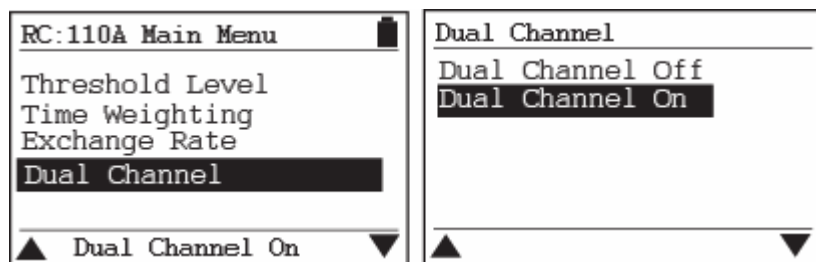 RC:110A Main Menu
Threshold Level
Time Weighting
Exchange Rate
Dual Channel
Dual Channel On
Dual Channel
Dual Channel Off
Dual Channel On